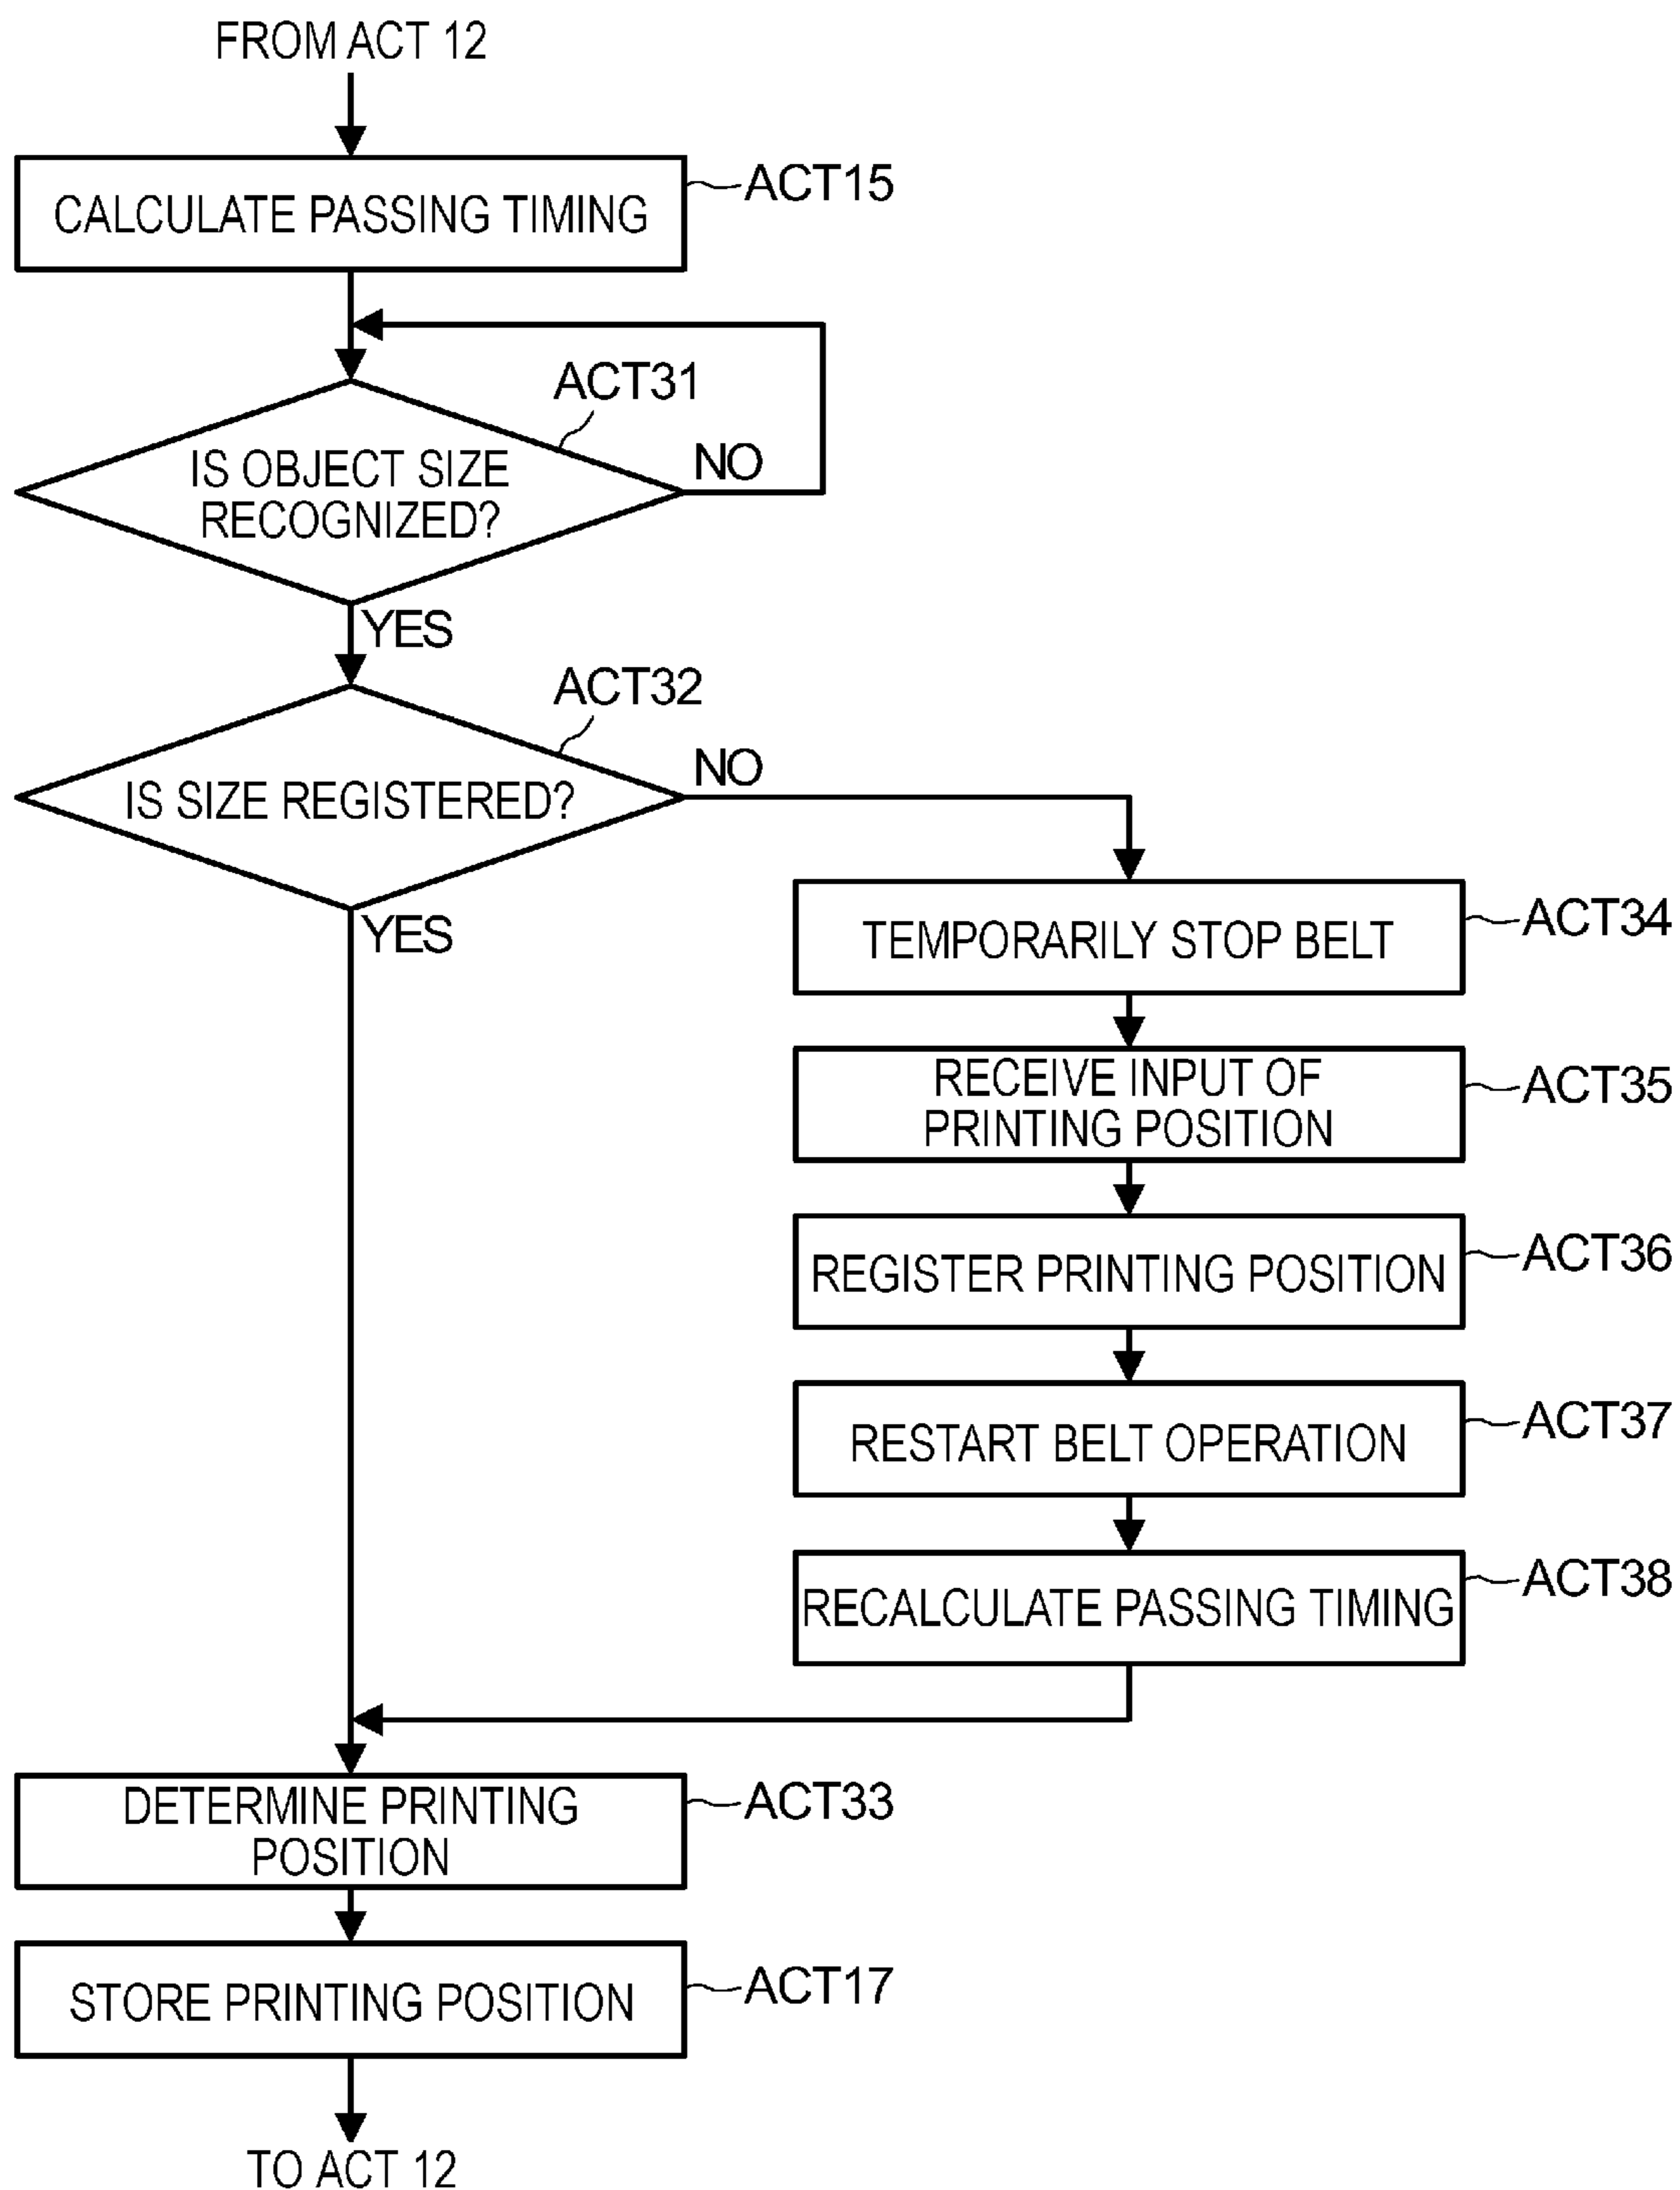 FROM ACT 12
CALCULATE PASSING TIMING
ACT15
ACT31
IS OBJECT SIZE
RECOGNIZED?
NO
YES
ACT32
IS SIZE REGISTERED?
NO
YES
TEMPORARILY STOP BELT
ACT34
RECEIVE INPUT OF
PRINTING POSITION
ACT35
REGISTER PRINTING POSITION
ACT36
RESTART BELT OPERATION
ACT37
RECALCULATE PASSING TIMING
ACT38
DETERMINE PRINTING
POSITION
ACT33
STORE PRINTING POSITION
ACT17
TO ACT 12